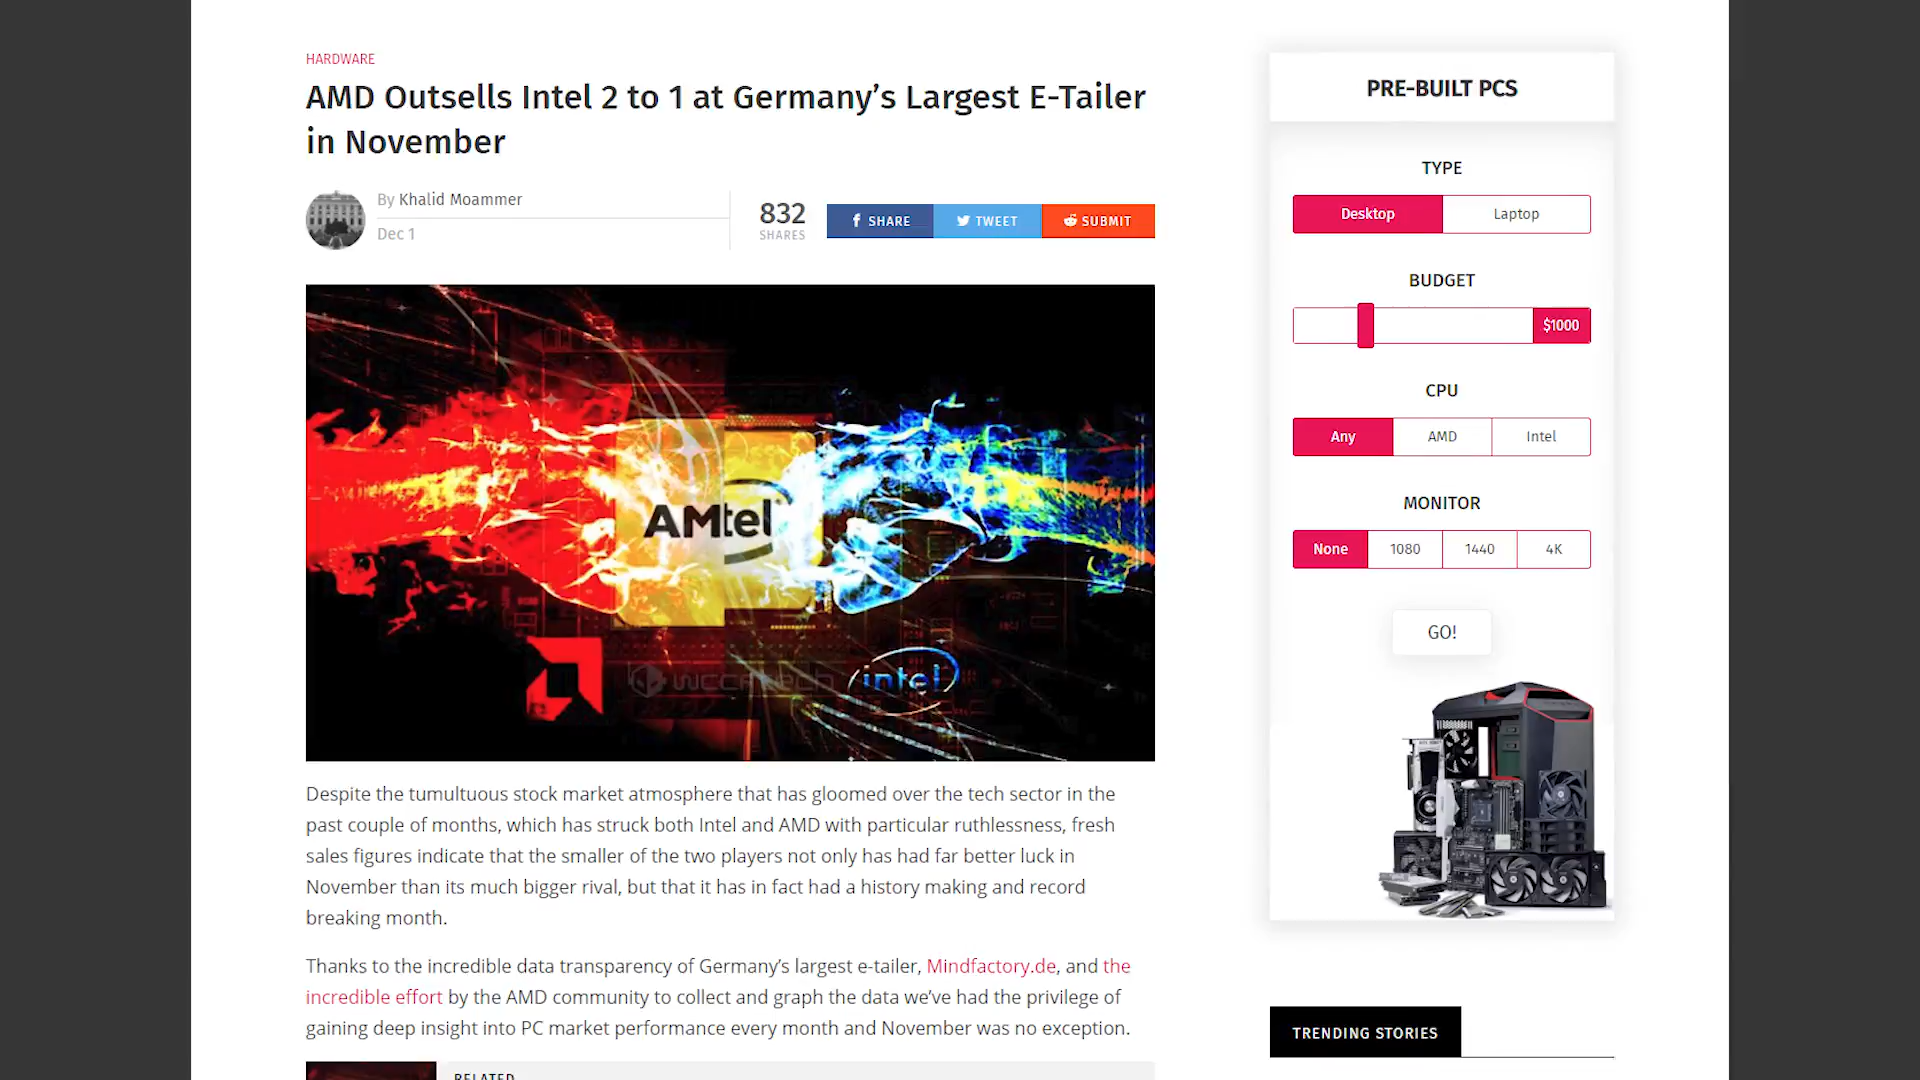 HARDWARE
AMD Outsells Intel 2 to 1 at Germany’s Largest E-Tailer
in November
By Khalid Moammer
Dec 1
832
SHARES
SHARE
TWEET
SUBMIT
AMtel
intel
WCCFTECH
Despite the tumultuous stock market atmosphere that has gloomed over the tech sector in the
past couple of months, which has struck both Intel and AMD with particular ruthlessness, fresh
sales figures indicate that the smaller of the two players not only has had far better luck in
November than its much bigger rival, but that it has in fact had a history making and record
breaking month.
Thanks to the incredible data transparency of Germany’s largest e-tailer, Mindfactory.de, and the
incredible effort by the AMD community to collect and graph the data we’ve had the privilege of
gaining deep insight into PC market performance every month and November was no exception.
RELATED
PRE-BUILT PCS
TYPE
Desktop
Laptop
BUDGET
$1000
CPU
Any
AMD
Intel
MONITOR
None
1080
1440
4K
GO!
TRENDING STORIES